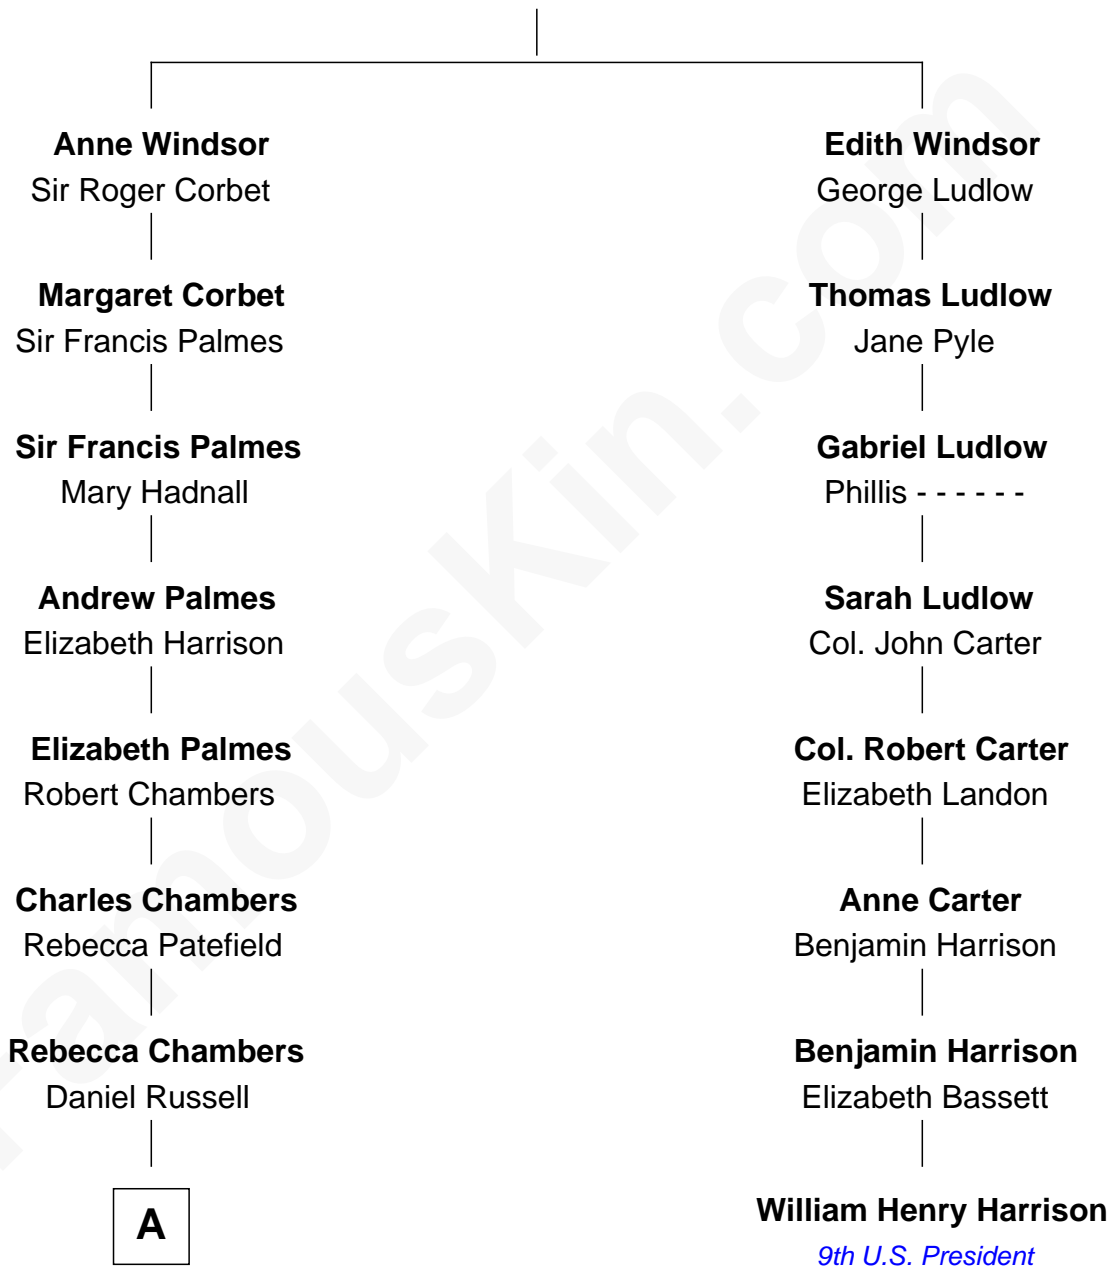 Anne Windsor
Sir Roger Corbet
Margaret Corbet
Sir Francis Palmes
Sir Francis Palmes
Mary Hadnall
Andrew Palmes
Elizabeth Harrison
Elizabeth Palmes
Robert Chambers
Charles Chambers
Rebecca Patefield
Rebecca Chambers
Daniel Russell
A
Edith Windsor
George Ludlow
Thomas Ludlow
Jane Pyle
Gabriel Ludlow
Phillis - - - - - -
Sarah Ludlow
Col. John Carter
Col. Robert Carter
Elizabeth Landon
Anne Carter
Benjamin Harrison
Benjamin Harrison
Elizabeth Bassett
William Henry Harrison
9th U.S. President
FamousKin.com